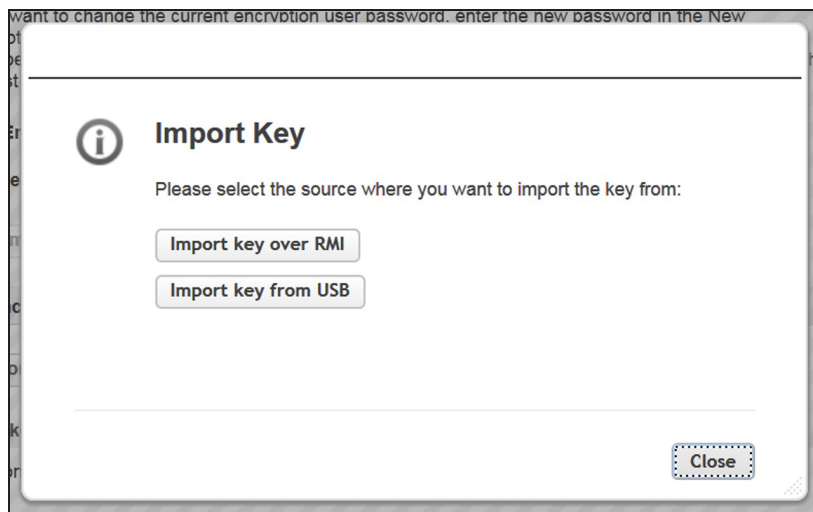 want to change the current encryption user password, enter the new password in the New
Import Key
Please select the source where you want to import the key from:
Import key over RMI
Import key from USB
Close